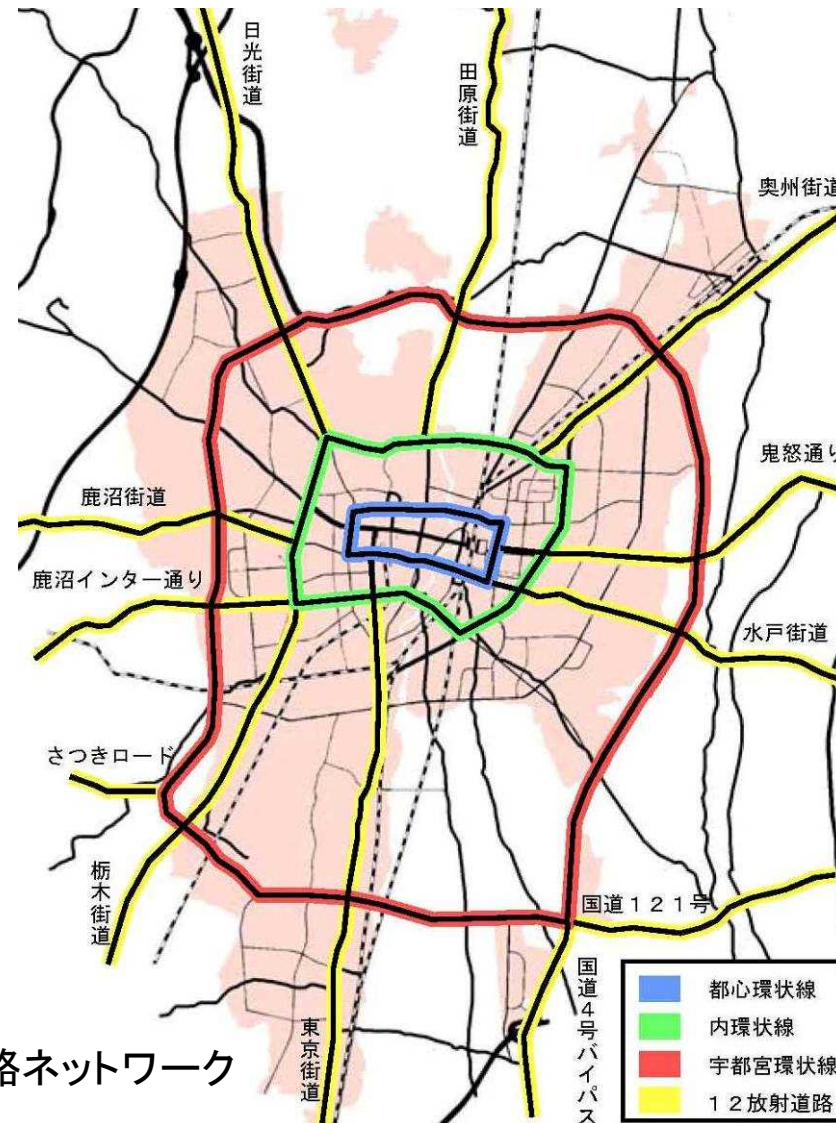 日光街道
田原街道
奥州街道
鬼怒通り
鹿沼街道
鹿沼インター通り
水戸街道
さつきロード
栃木街道
国道121号
東京街道
国道4号バイパス
都心環状線
内環状線
宇都宮環状線
12放射道路
路ネットワーク